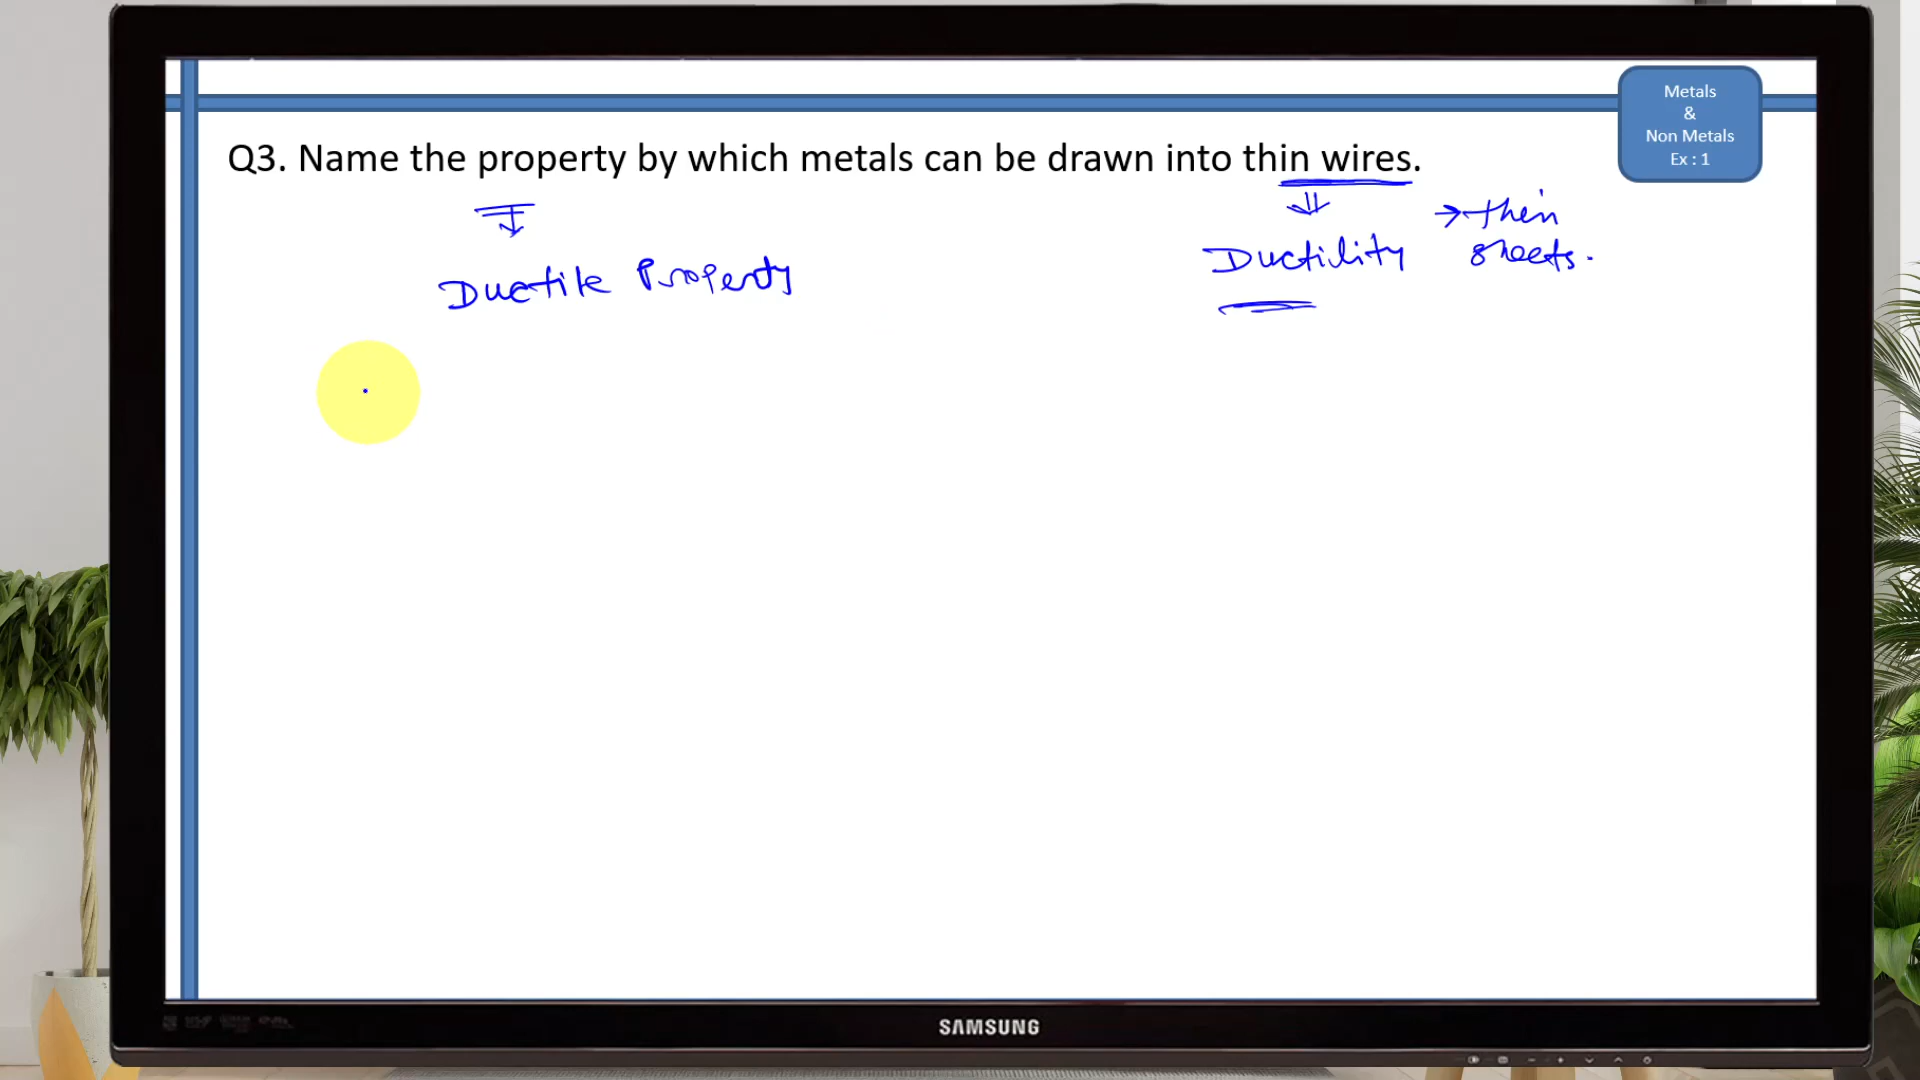 Metals
&
Non Metals
Ex : 1
Q3. Name the property by which metals can be drawn into thin wires.
→ thin
sheets.
Ductility
Ductile Property
SAMSUNG